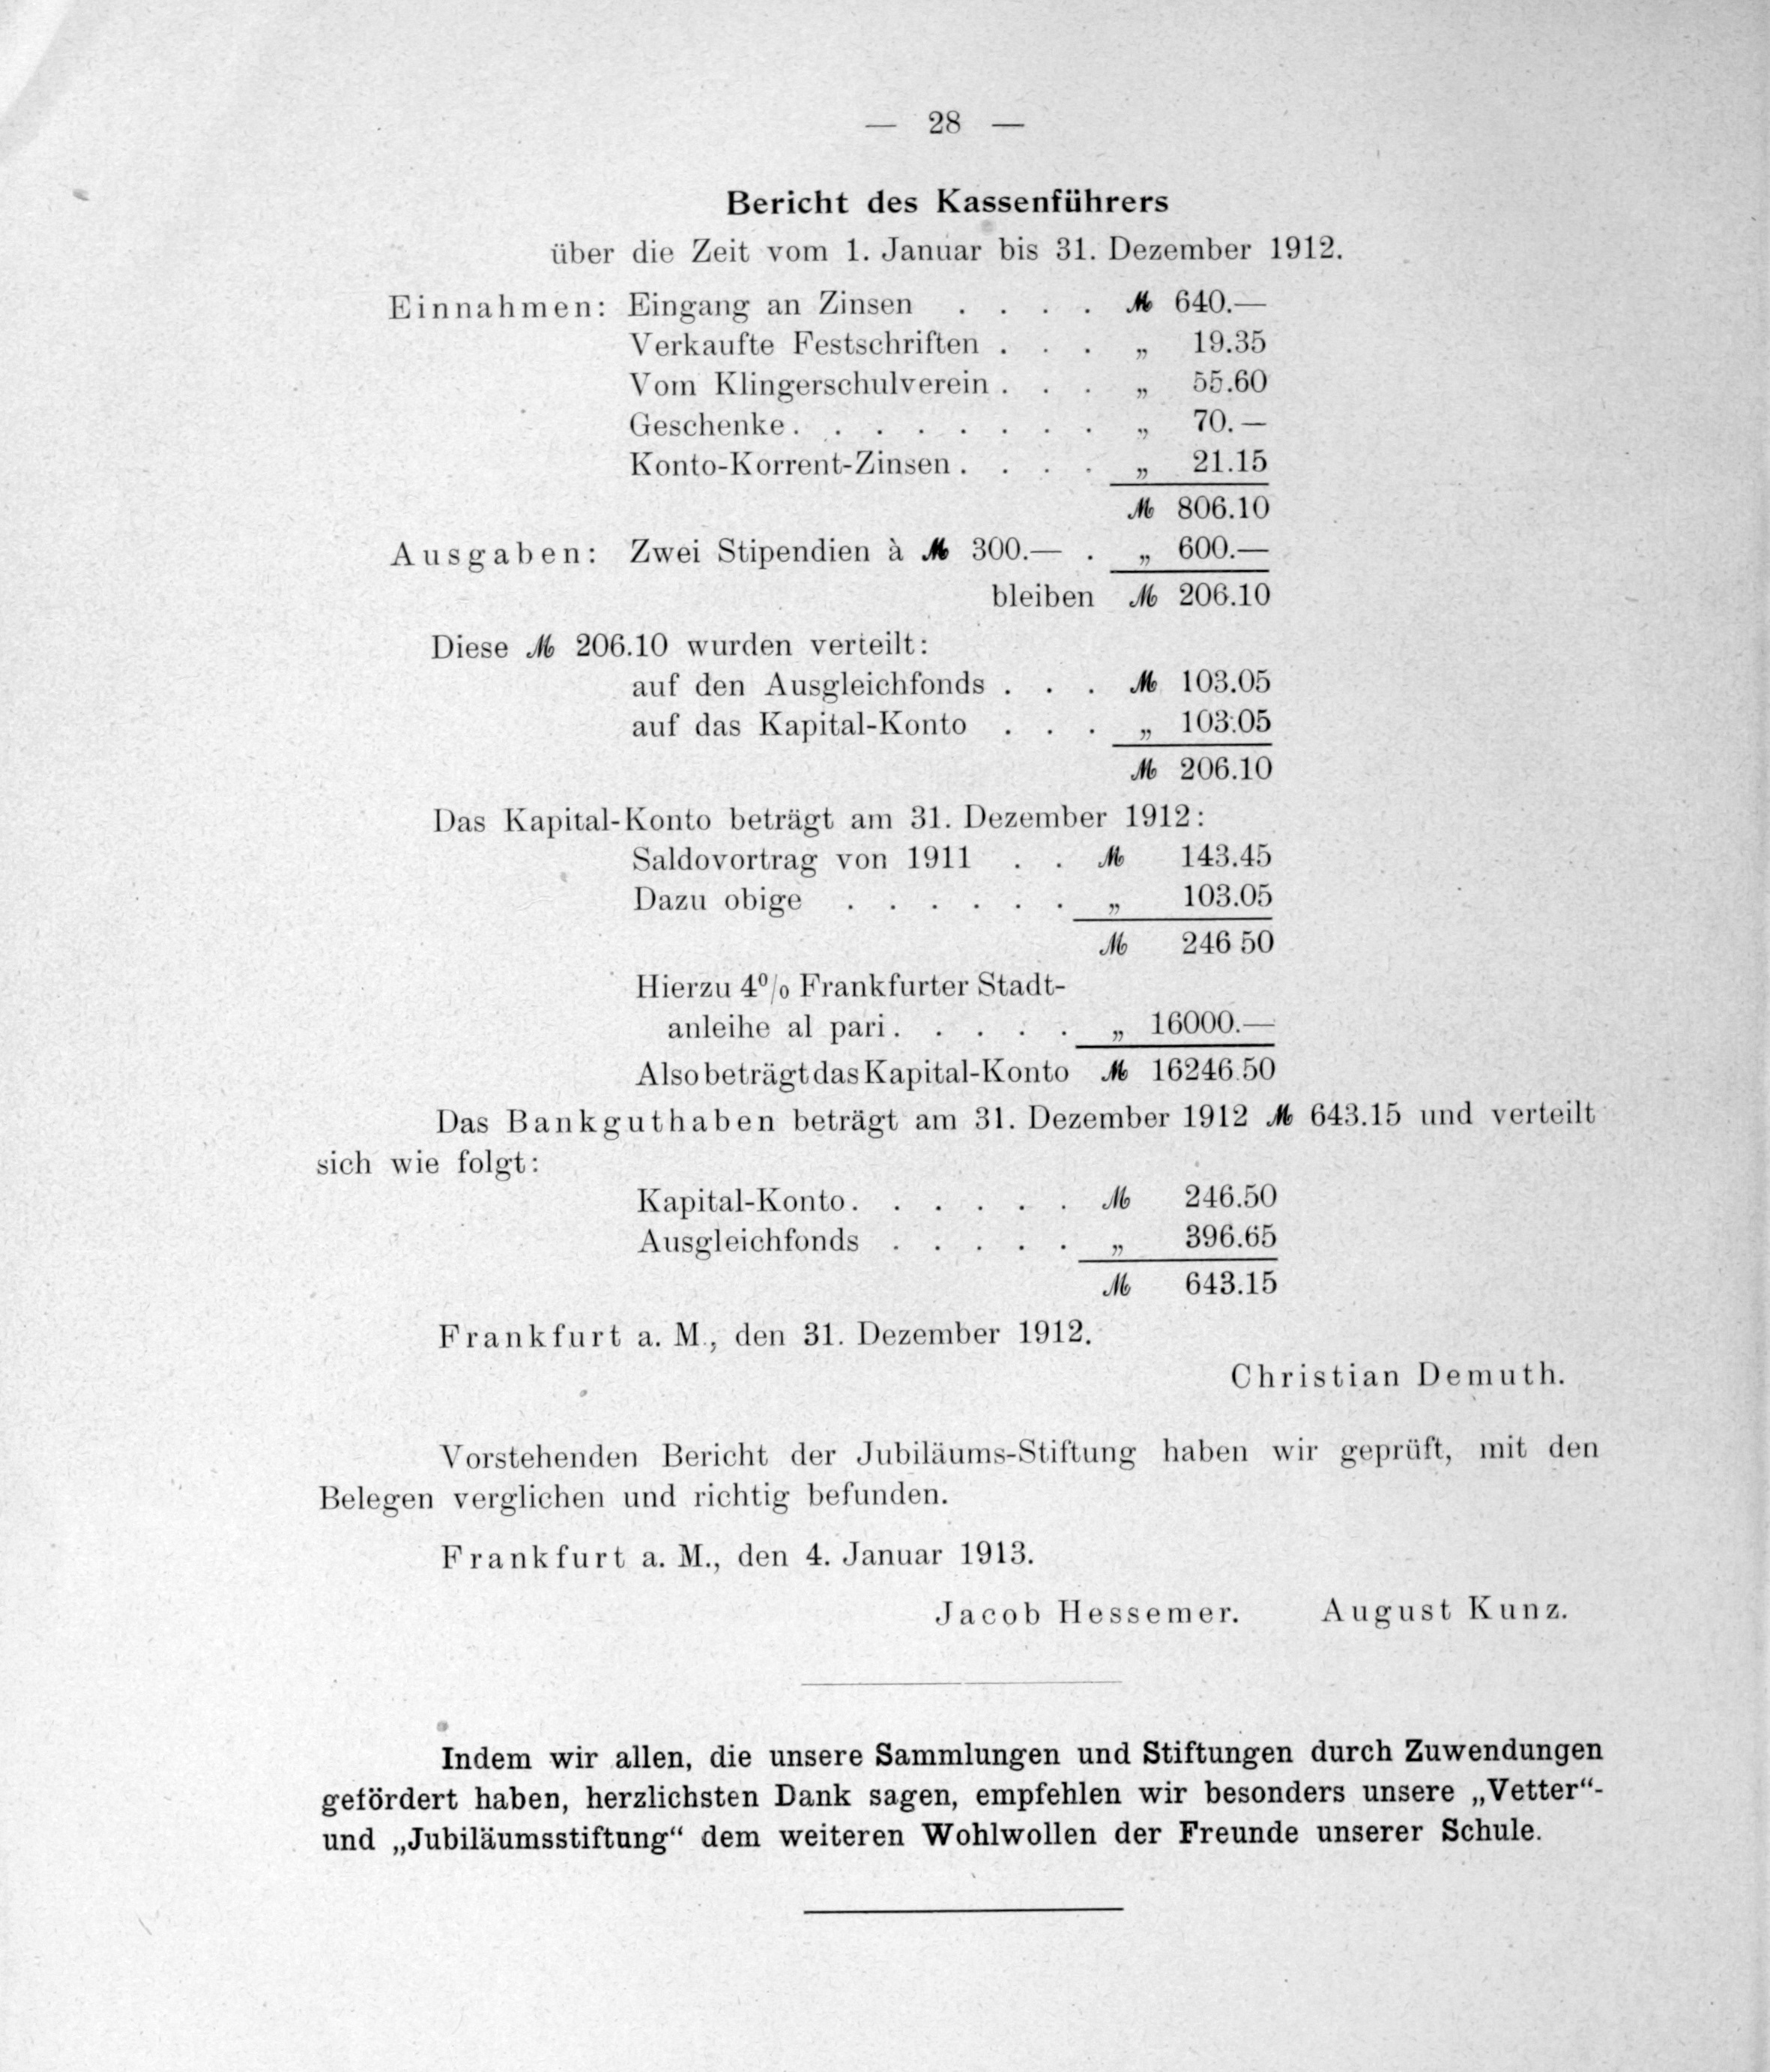 — 28 —
Bericht des Kassenführers
über die Zeit vom 1. Januar bis 31. Dezember 1912.
Einnahmen: Eingang an Zinsen . . . . ℳ 640.—
Verkaufte Festschriften . . . „ 19.35
Vom Klingerschulverein . . . „ 55.60
Geschenke . . . . . . . . „ 70.—
Konto-Korrent-Zinsen . . . . „ 21.15
ℳ 806.10
Ausgaben: Zwei Stipendien à ℳ 300.— . „ 600.—
bleiben ℳ 206.10
Diese ℳ 206.10 wurden verteilt:
auf den Ausgleichfonds . . . ℳ 103.05
auf das Kapital-Konto . . . „ 103.05
ℳ 206.10
Das Kapital-Konto beträgt am 31. Dezember 1912:
Saldovortrag von 1911 . . ℳ 143.45
Dazu obige . . . . . . „ 103.05
ℳ 246 50
Hierzu 4% Frankfurter Stadt-
anleihe al pari . . . . . „ 16000.—
Also beträgt das Kapital-Konto ℳ 16246.50
Das Bankguthaben beträgt am 31. Dezember 1912 ℳ 643.15 und verteilt
sich wie folgt:
Kapital-Konto . . . . . . ℳ 246.50
Ausgleichfonds . . . . . „ 396.65
ℳ 643.15
Frankfurt a. M., den 31. Dezember 1912.
Christian Demuth.
Vorstehenden Bericht der Jubiläums-Stiftung haben wir geprüft, mit den
Belegen verglichen und richtig befunden.
Frankfurt a. M., den 4. Januar 1913.
Jacob Hessemer. August Kunz.
Indem wir allen, die unsere Sammlungen und Stiftungen durch Zuwendungen
gefördert haben, herzlichsten Dank sagen, empfehlen wir besonders unsere „Vetter“-
und „Jubiläumsstiftung“ dem weiteren Wohlwollen der Freunde unserer Schule.